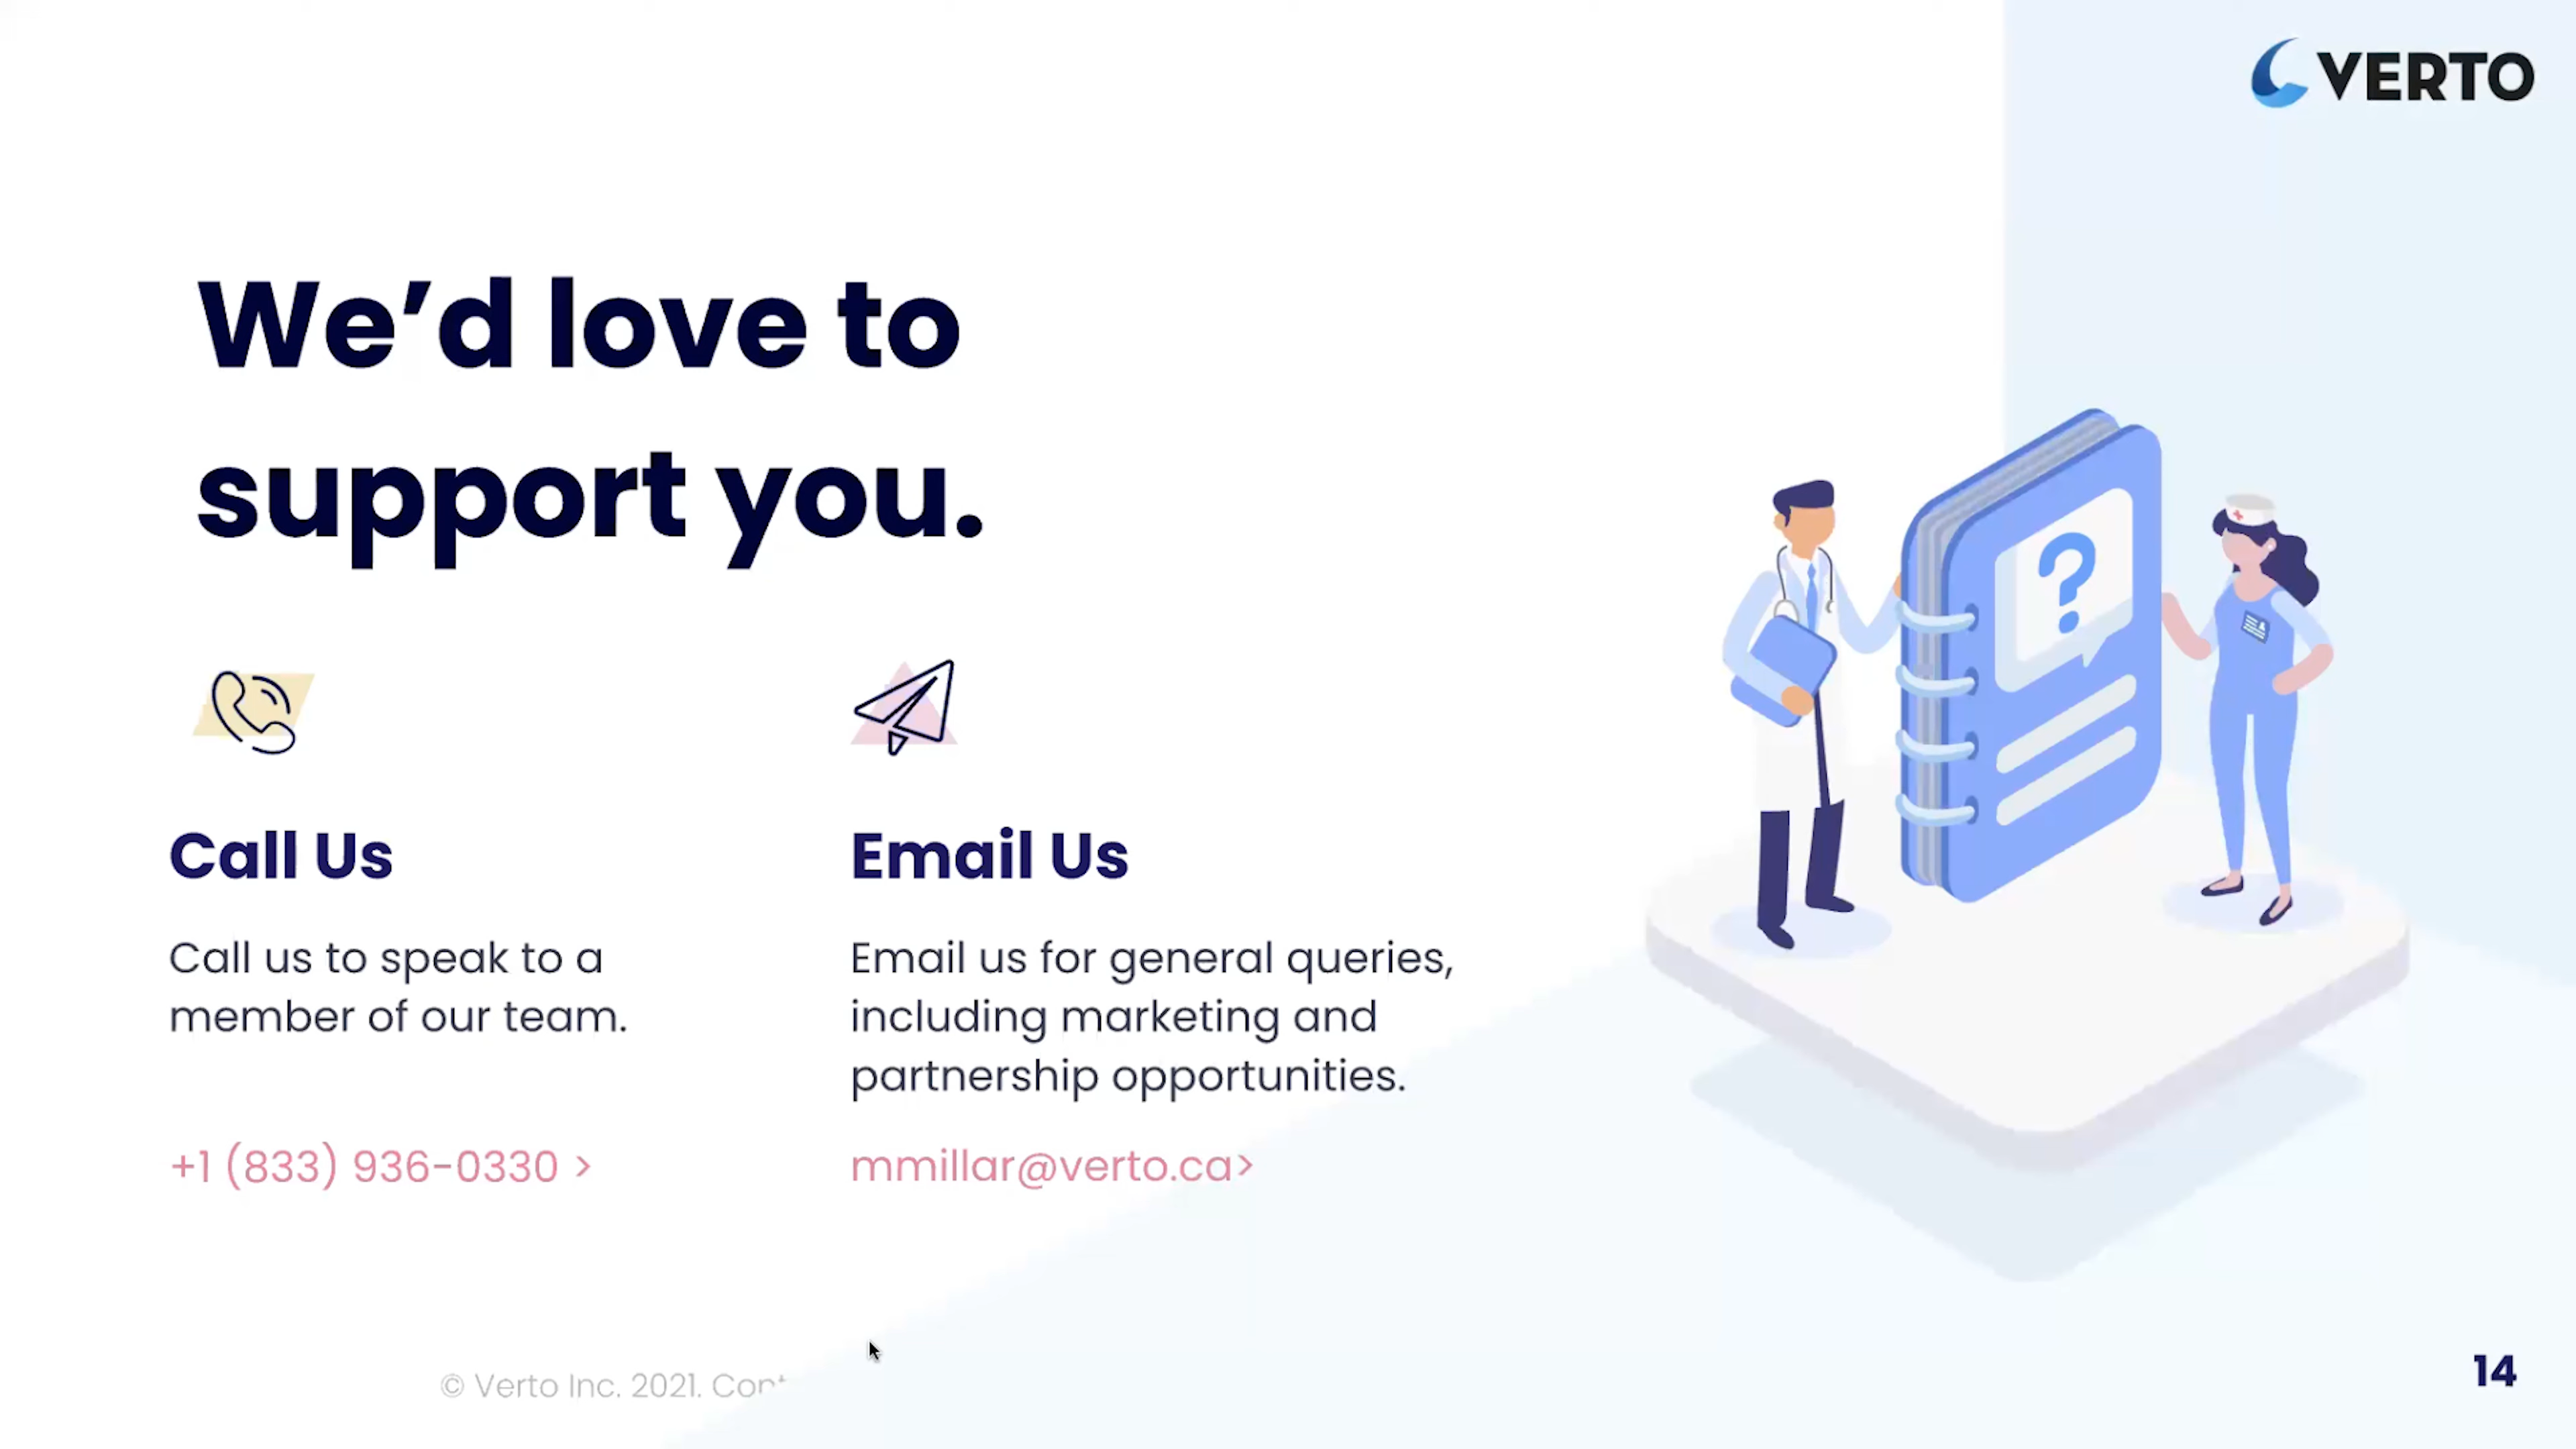 VERTO
We’d love to
support you.
Call Us
Call us to speak to a
member of our team.
+1 (833) 936-0330 >
Email Us
Email us for general queries,
including marketing and
partnership opportunities.
mmillar@verto.ca>
?
© Verto Inc. 2021.
14